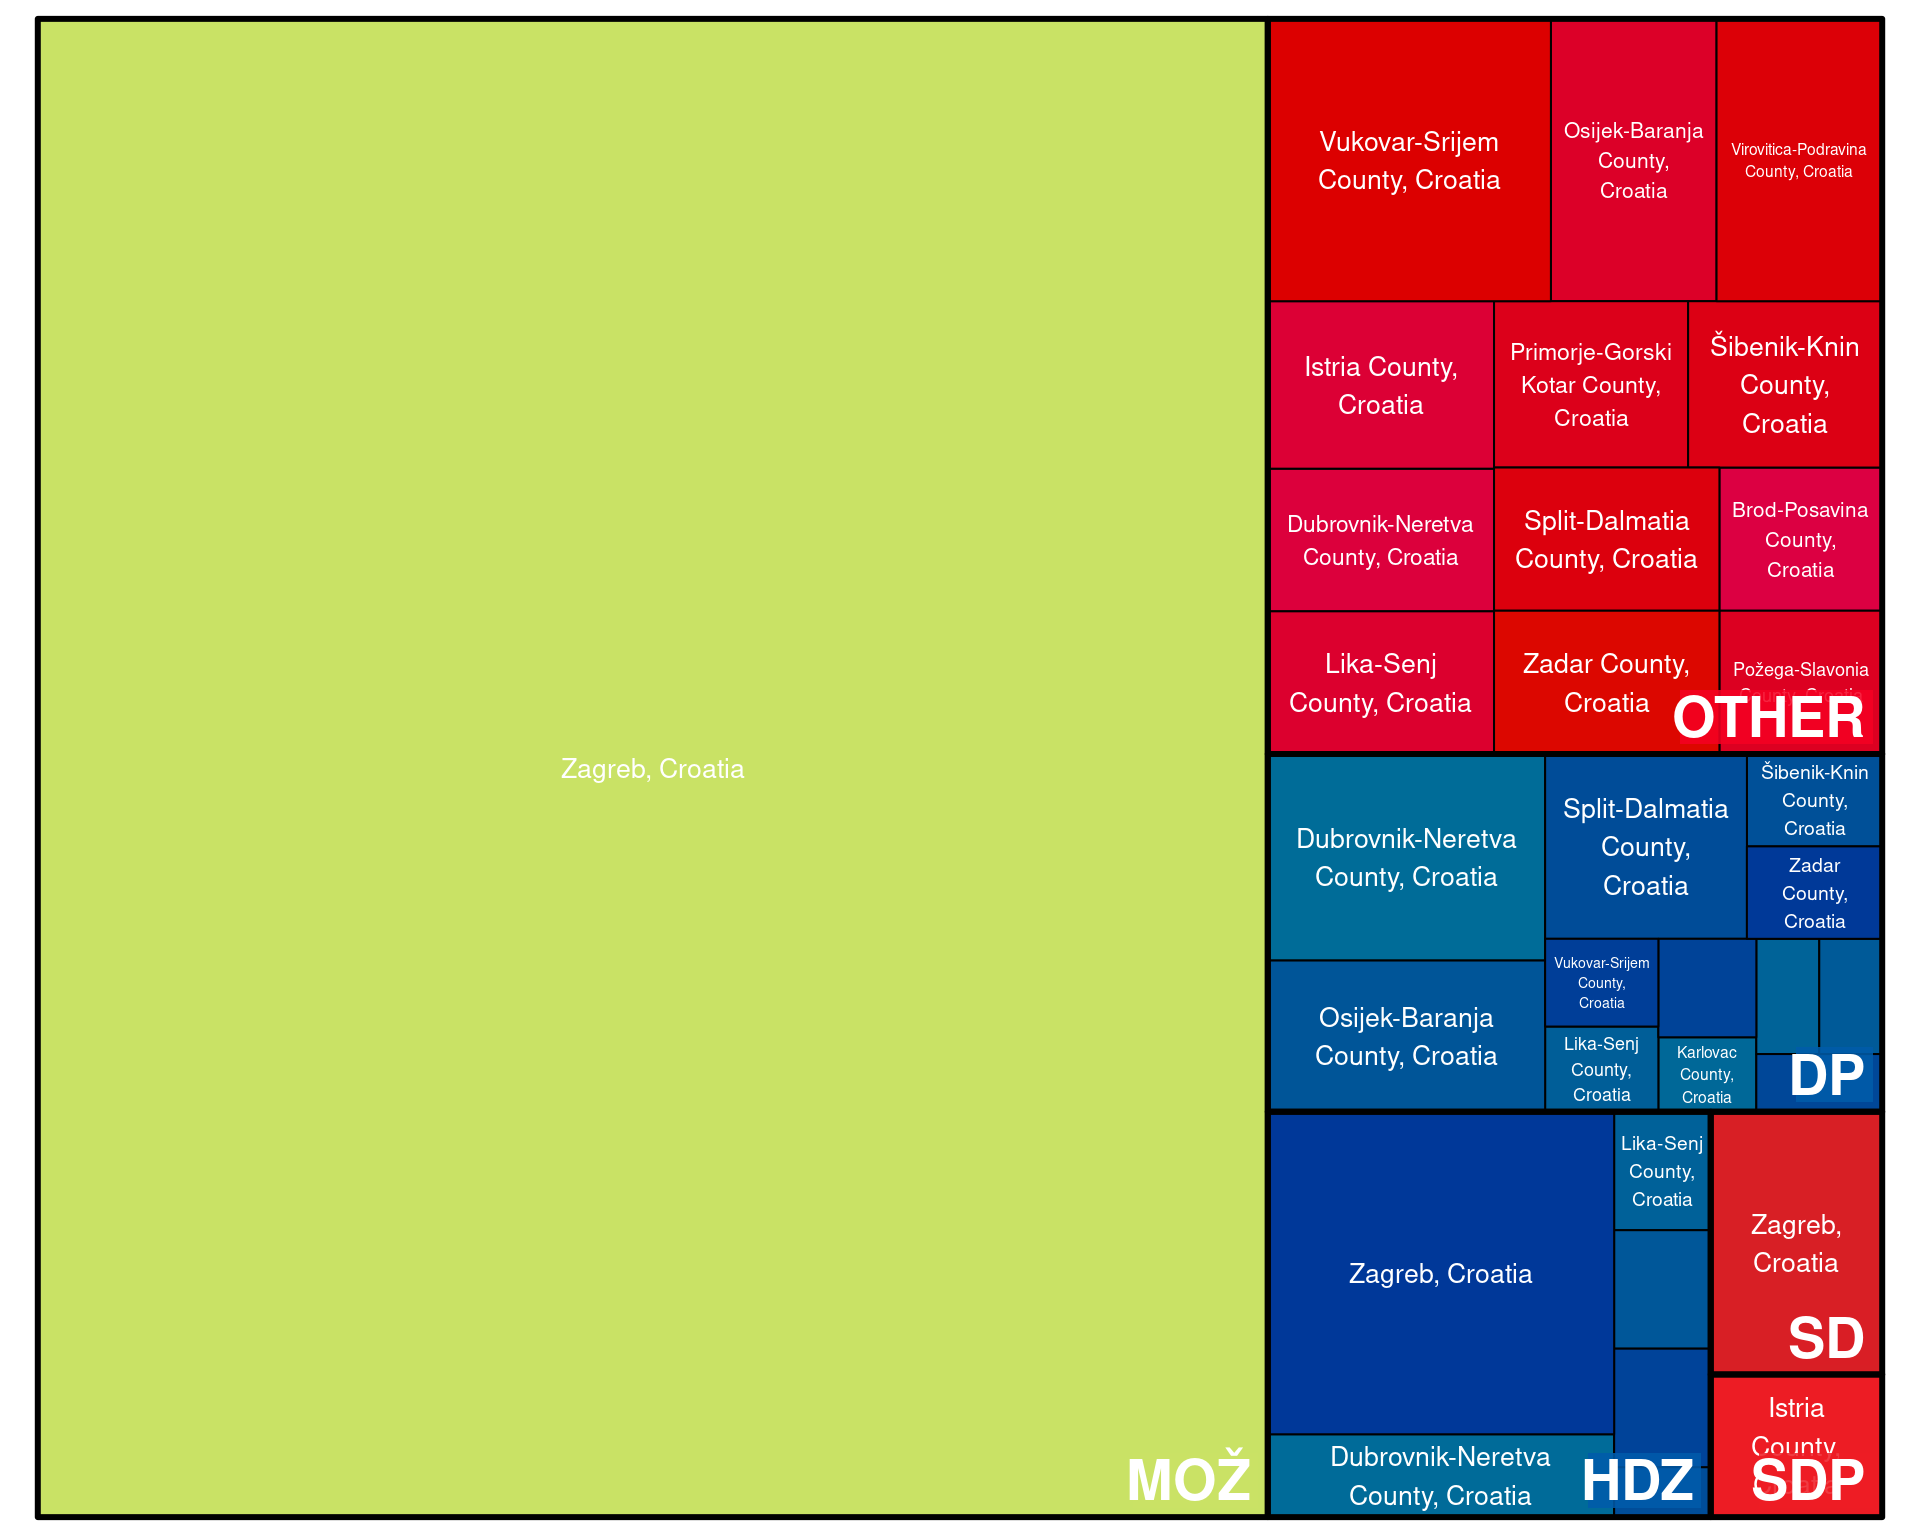 Zagreb, Croatia
MOŽ
Vukovar-Srijem
County, Croatia
Osijek-Baranja
County,
Croatia
Virovitica-Podravina
County, Croatia
Istria County,
Croatia
Primorje-Gorski
Kotar County,
Croatia
Šibenik-Knin
County,
Croatia
Dubrovnik-Neretva
County, Croatia
Split-Dalmatia
County, Croatia
Brod-Posavina
County,
Croatia
Lika-Senj
County, Croatia
Zadar County,
Croatia
Požega-Slavonia
County, Croatia
OTHER
Dubrovnik-Neretva
County, Croatia
Split-Dalmatia
County,
Croatia
Šibenik-Knin
County,
Croatia
Zadar
County,
Croatia
Osijek-Baranja
County, Croatia
Vukovar-Srijem
County,
Croatia
Lika-Senj
County,
Croatia
Karlovac
County,
Croatia
DP
Zagreb, Croatia
Lika-Senj
County,
Croatia
Dubrovnik-Neretva
County, Croatia
HDZ
Zagreb,
Croatia
SD
Istria
County,
SDP